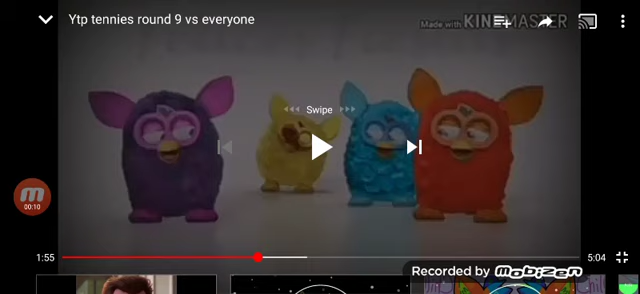 Ytp tennies round 9 vs everyone
Made with KINEMASTER
Swipe
00:10
1:55
5:04
Recorded by Mobizen